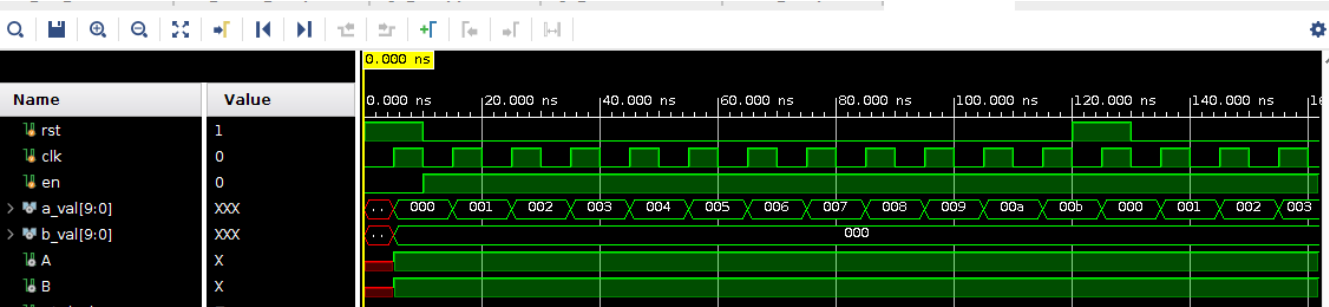 0.000 ns
Name Value 0.000 ns 20.000 ns 40.000 ns 60.000 ns 80.000 ns 100.000 ns 120.000 ns 140.000 ns
rst 1
clk 0
en 0
a_val[9:0] XXX .. 000 001 002 003 004 005 006 007 008 009 00a 00b 000 001 002 003
b_val[9:0] XXX .. 000
A X
B X